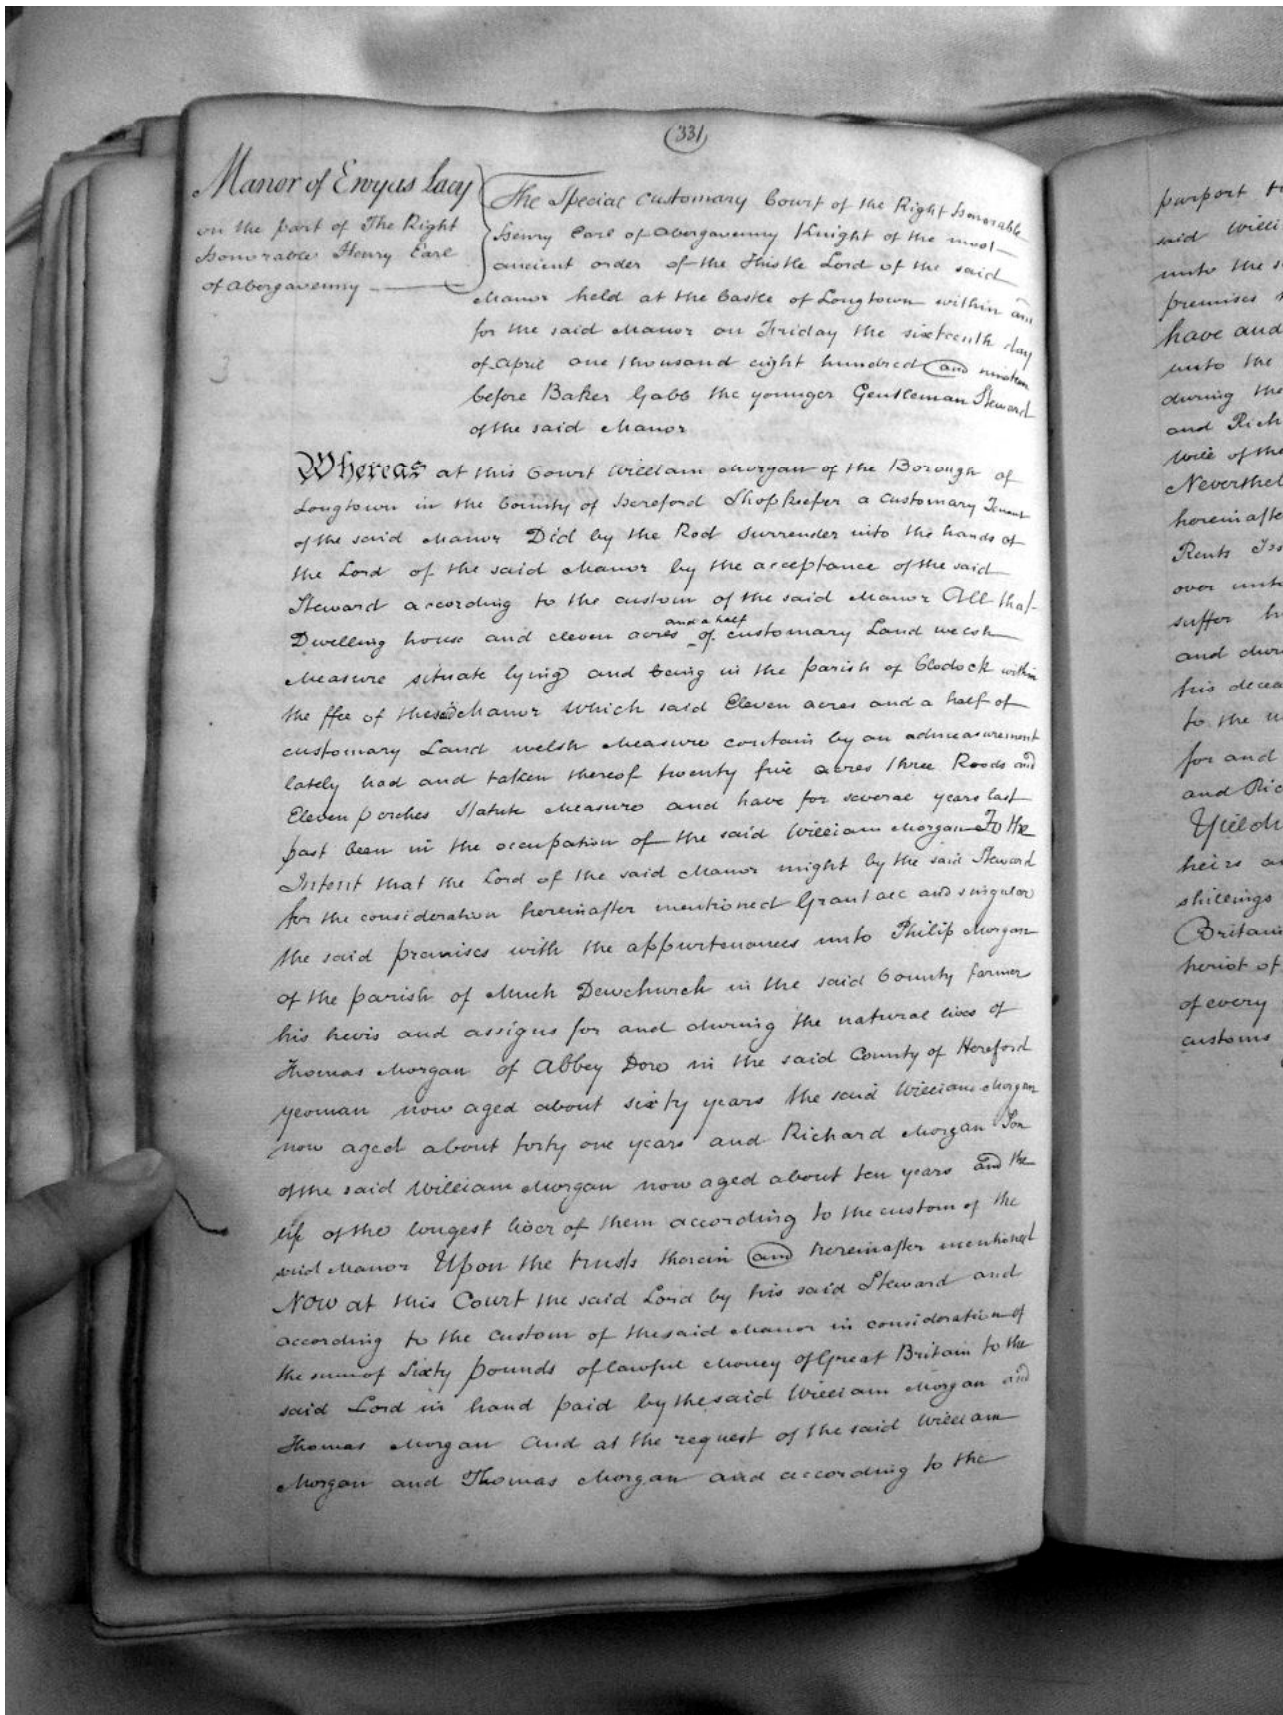 (331)
Manor of Ewyas Lacy
on the part of The Right
Honorable Henry Earl
of Abergavenny
The Special Customary Court of the Right Honorable
Henry Earl of Abergavenny Knight of the most
ancient order of the Thistle Lord of the said
Manor held at the Castle of Longtown within and
for the said Manor on Friday the sixteenth day
of April one thousand eight hundred and nineteen
before Baker Gabb the younger Gentleman Steward
of the said Manor
3
Whereas at this Court William Morgan of the Borough of
Longtown in the County of Hereford Shopkeeper a customary Tenant
of the said Manor Did by the Rod surrender into the hands of
the Lord of the said Manor by the acceptance of the said
Steward according to the custom of the said Manor All that
Dwelling house and eleven acres and a half of customary Land welsh
Measure situate lying and being in the parish of Clodock within
the ffee of the said Manor which said Eleven acres and a half of
customary Land welsh Measure contain by an admeasurement
lately had and taken thereof twenty five acres three Roods and
Eleven perches Statute Measure and have for several years last
past been in the occupation of the said William Morgan To the
Intent that the Lord of the said Manor might by the said Steward
for the consideration hereinafter mentioned Grant all and singular
the said premises with the appurtenances unto Philip Morgan
of the parish of Much Dewchurch in the said County farmer
his heirs and assigns for and during the natural lives of
Thomas Morgan of Abbey Dore in the said County of Hereford
yeoman now aged about sixty years the said William Morgan
now aged about forty one years and Richard Morgan Son
of the said William Morgan now aged about ten years and the
life of the longest liver of them according to the custom of the
said Manor Upon the trusts therein and hereinafter mentioned
Now at this Court the said Lord by his said Steward and
according to the Custom of the said Manor in consideration of
the sum of Sixty pounds of lawful Money of Great Britain to the
said Lord in hand paid by the said William Morgan and
Thomas Morgan And at the request of the said William
Morgan and Thomas Morgan and according to the
purport
said Willi
unto the
premises
have and
unto the
during the
and Rich
will of the
Neverthel
hereinafte
Rents Iss
over unto
suffer
and duri
his decea
to the
for and
and Ric
Yieldi
heirs an
shillings
Britain
heriot of
of every
customs